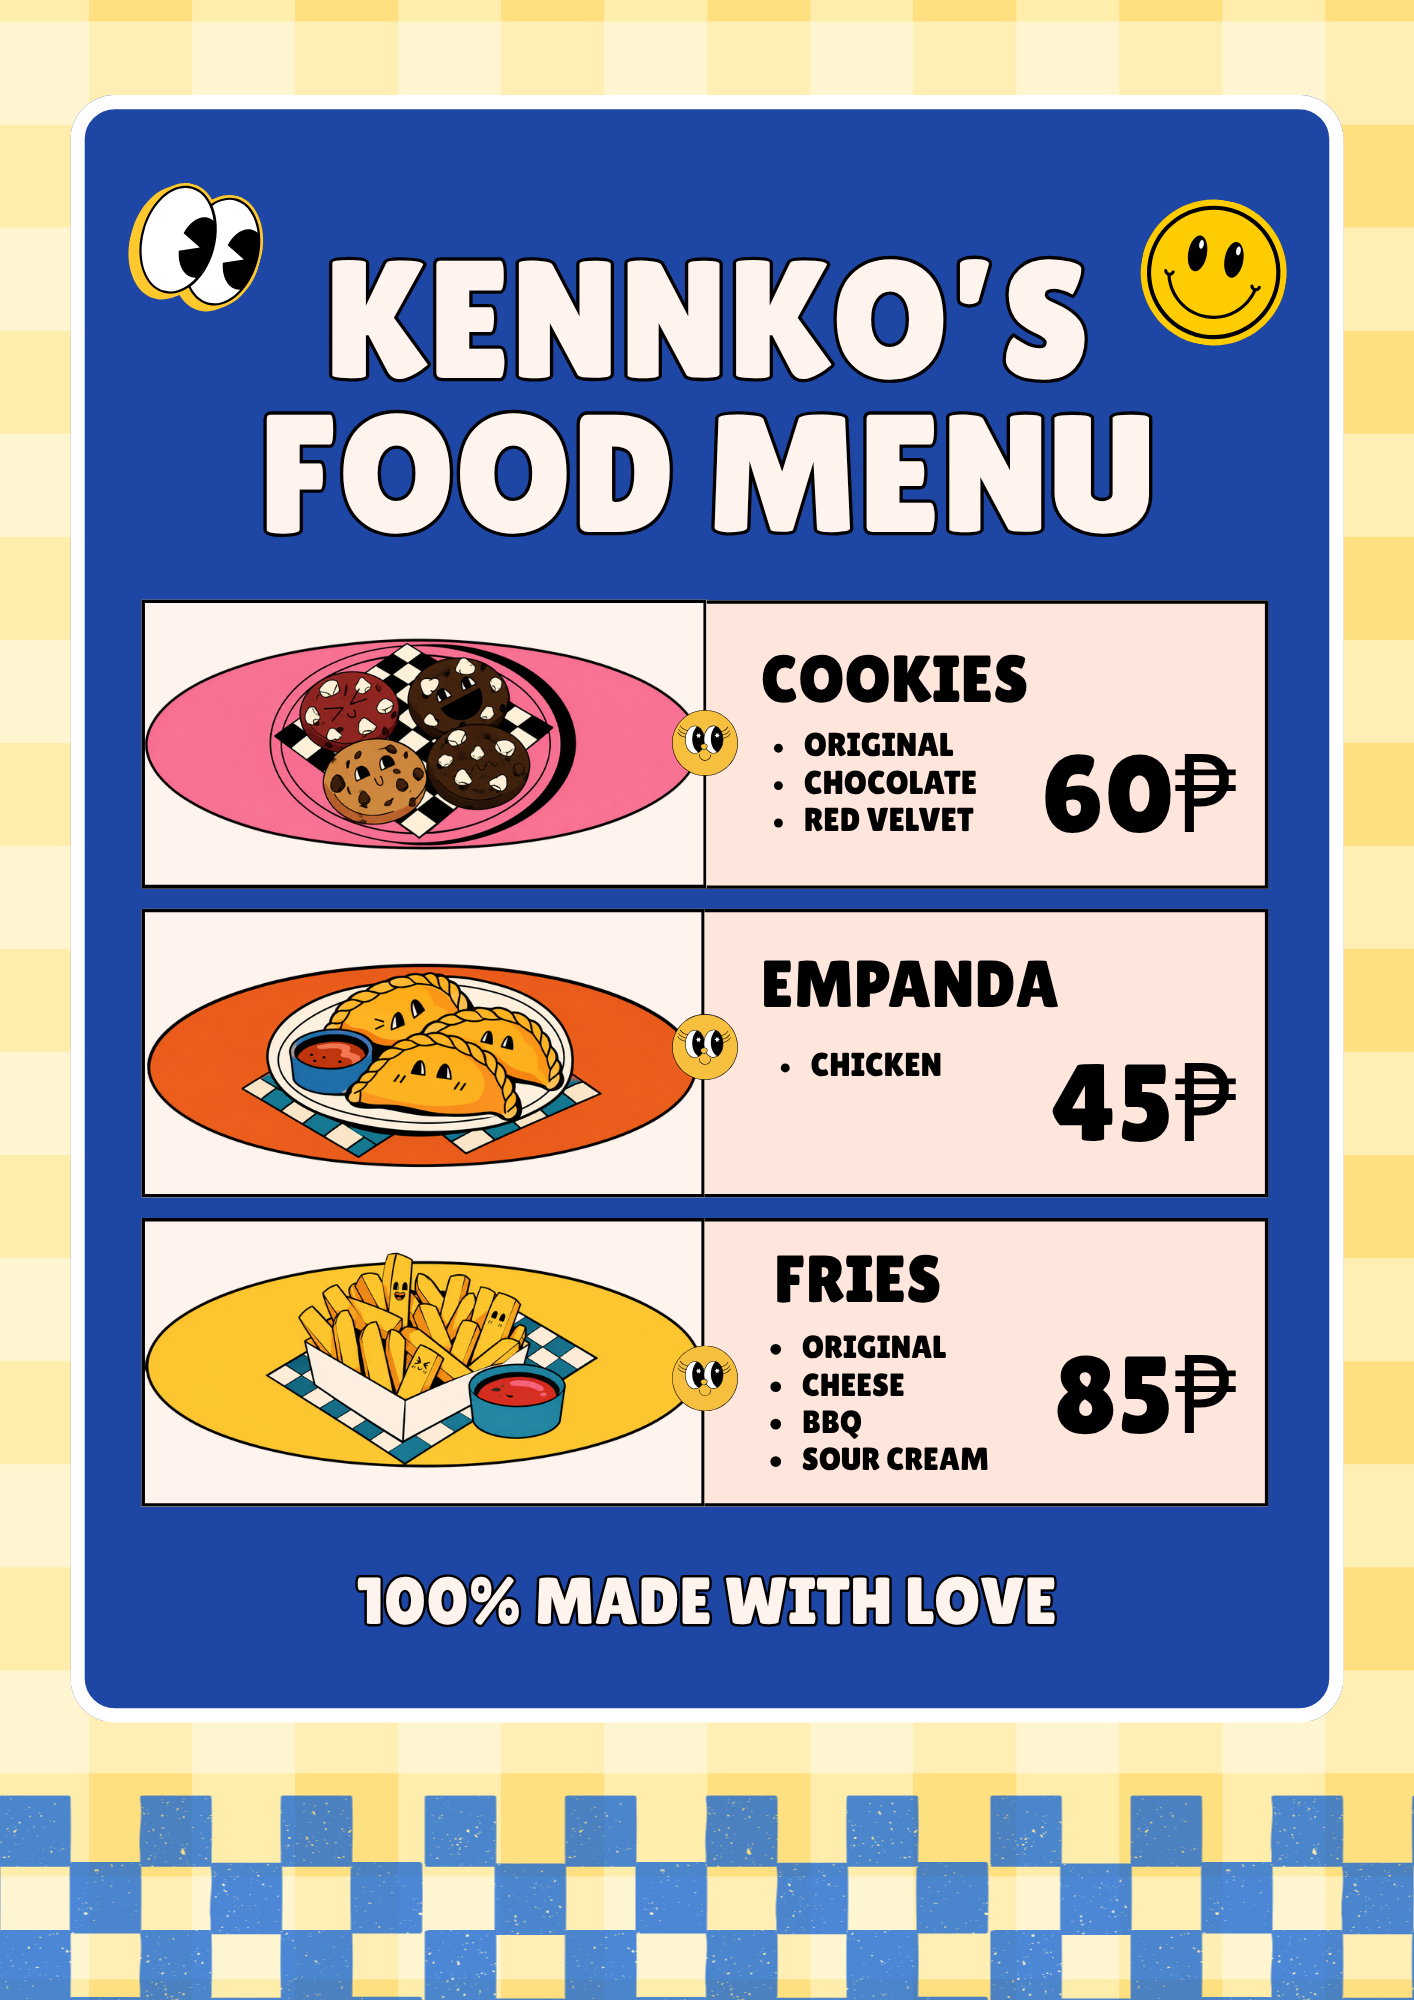 KENNKO'S
FOOD MENU
COOKIES
• ORIGINAL
• CHOCOLATE
• RED VELVET
60₱
EMPANDA
• CHICKEN
45₱
FRIES
• ORIGINAL
• CHEESE
• BBQ
• SOUR CREAM
85₱
100% MADE WITH LOVE